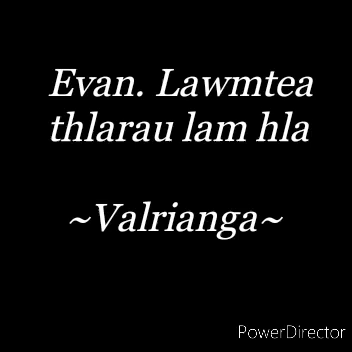 Evan. Lawmtea
thlarau lam hla
~Valrianga~
PowerDirector